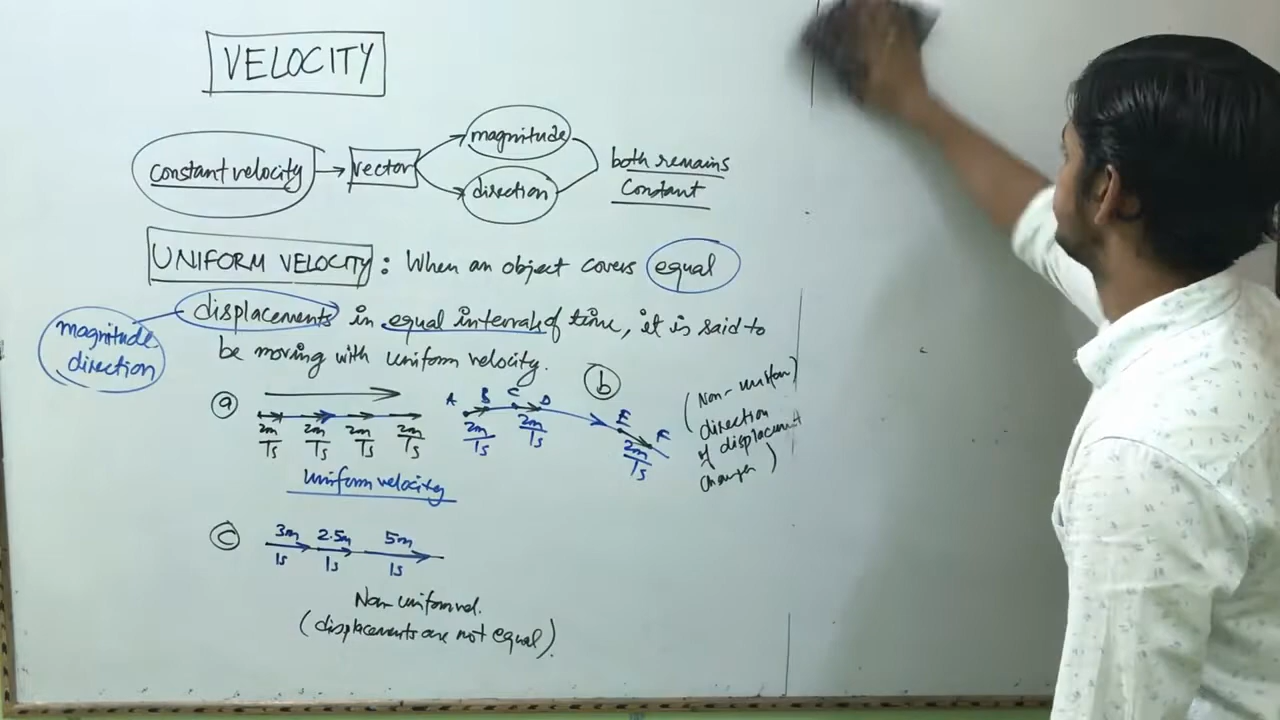 VELOCITY
constant velocity
vector
magnitude
direction
both remains
Constant
UNIFORM VELOCITY : When an object covers equal
displacements in equal intervals of time, it is said to
be moving with uniform velocity.
magnitude
direction
a
2m 2m 2m 2m
1s 1s 1s 1s
Uniform velocity
b
A B C D E F
2m 2m 2m
1s 1s 1s
(Non-uniform)
direction
of displacement
changes)
c
3m 2.5m 5m
1s 1s 1s
Non uniform vel.
(displacements are not equal).